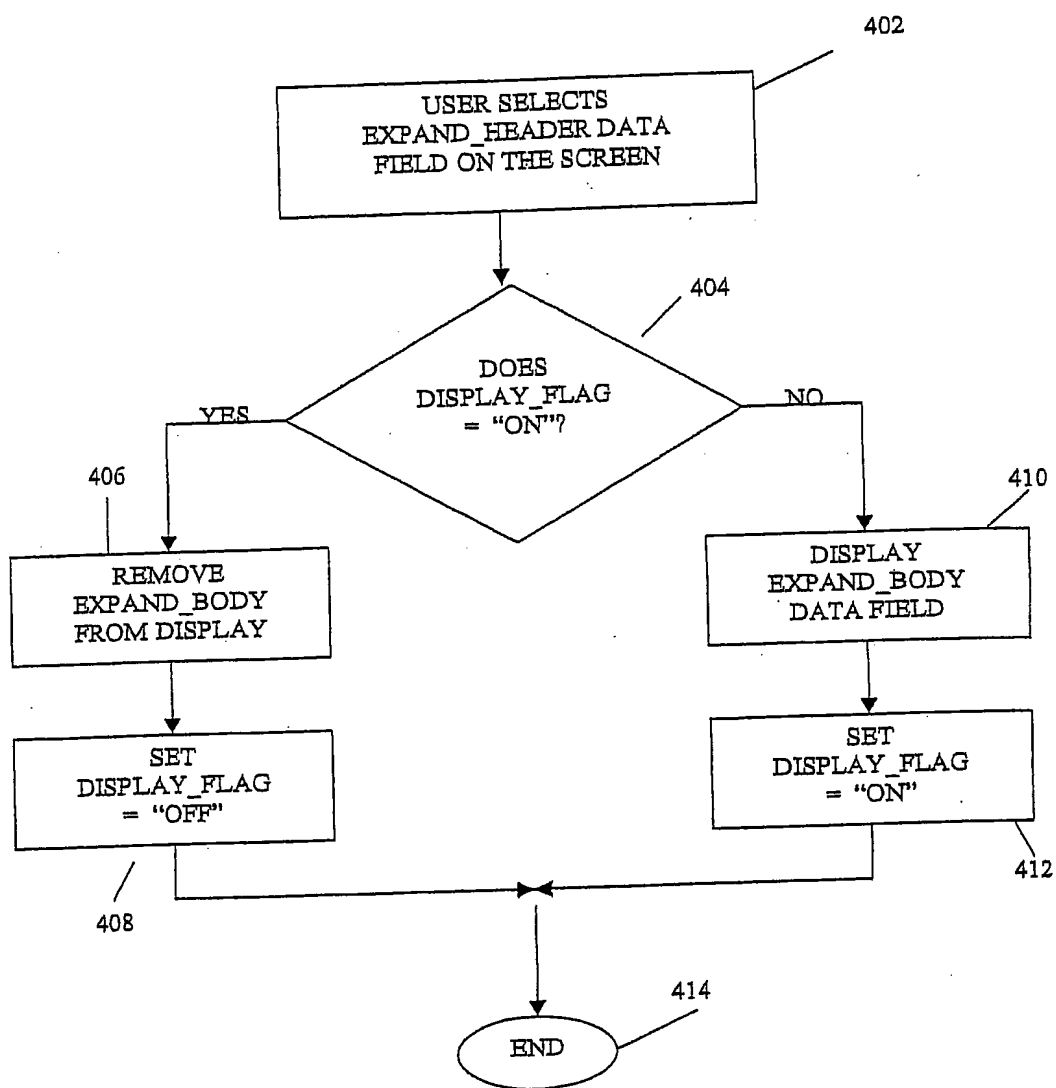 402
USER SELECTS
EXPAND_HEADER DATA
FIELD ON THE SCREEN
404
DOES
DISPLAY_FLAG
= "ON"?
YES
NO
406
REMOVE
EXPAND_BODY
FROM DISPLAY
410
DISPLAY
EXPAND_BODY
DATA FIELD
SET
DISPLAY_FLAG
= "OFF"
408
SET
DISPLAY_FLAG
= "ON"
412
414
END